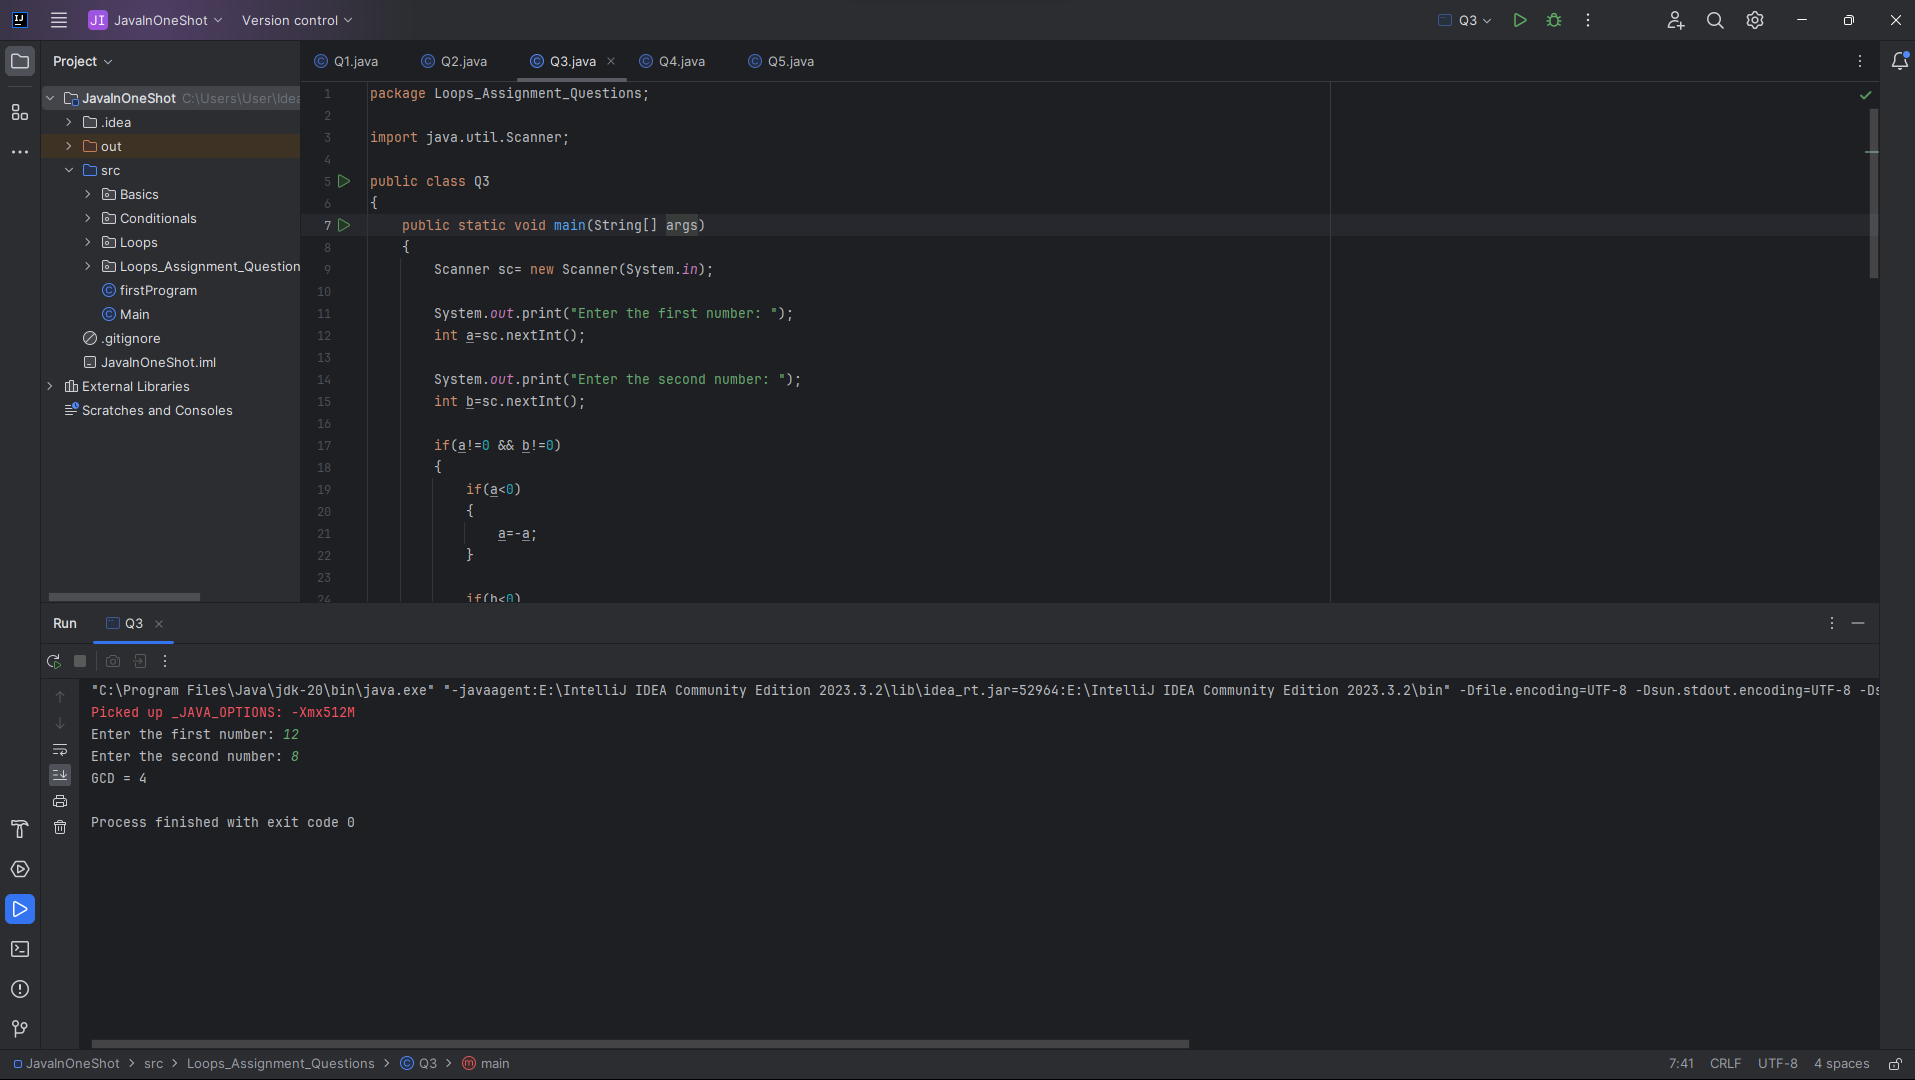 JI JavaInOneShot Version control Q3
Project
Q1.java Q2.java Q3.java Q4.java Q5.java
JavaInOneShot C:\Users\User\Idea
.idea
out
src
Basics
Conditionals
Loops
Loops_Assignment_Question
firstProgram
Main
.gitignore
JavaInOneShot.iml
External Libraries
Scratches and Consoles
1 package Loops_Assignment_Questions;
2
3 import java.util.Scanner;
4
5 public class Q3
6 {
7 public static void main(String[] args)
8 {
9 Scanner sc= new Scanner(System.in);
10
11 System.out.print("Enter the first number: ");
12 int a=sc.nextInt();
13
14 System.out.print("Enter the second number: ");
15 int b=sc.nextInt();
16
17 if(a!=0 && b!=0)
18 {
19 if(a<0)
20 {
21 a=-a;
22 }
23
24 if(b<0)
Run Q3
"C:\Program Files\Java\jdk-20\bin\java.exe" "-javaagent:E:\IntelliJ IDEA Community Edition 2023.3.2\lib\idea_rt.jar=52964:E:\IntelliJ IDEA Community Edition 2023.3.2\bin" -Dfile.encoding=UTF-8 -Dsun.stdout.encoding=UTF-8 -Ds
Picked up _JAVA_OPTIONS: -Xmx512M
Enter the first number: 12
Enter the second number: 8
GCD = 4
Process finished with exit code 0
JavaInOneShot > src > Loops_Assignment_Questions > Q3 > main 7:41 CRLF UTF-8 4 spaces